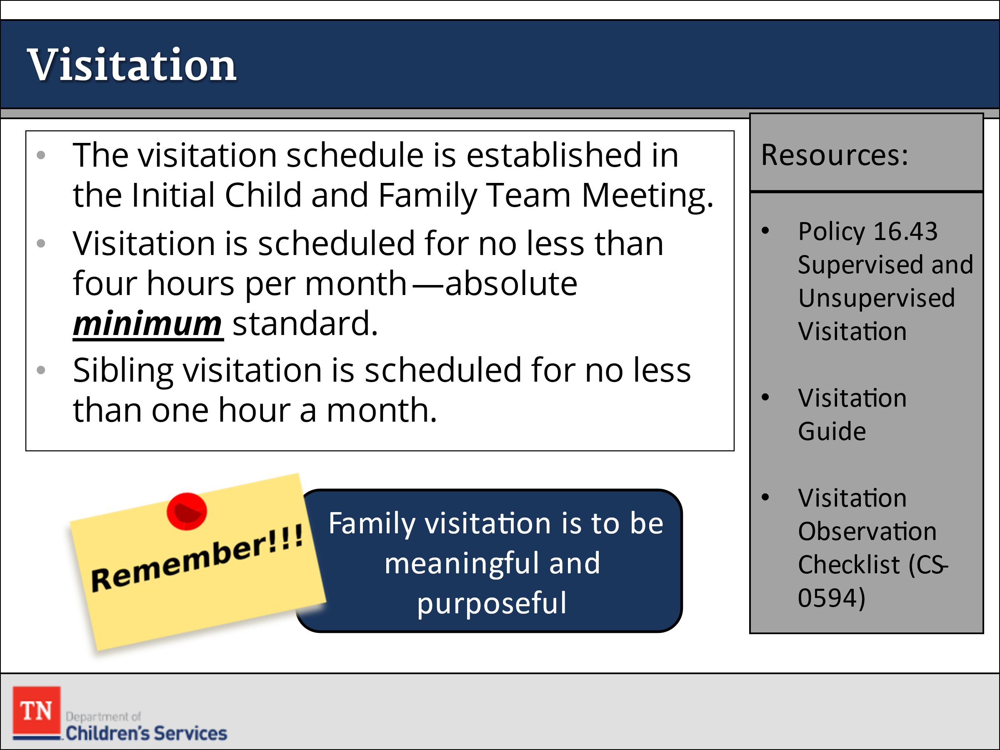 Visitation
• The visitation schedule is established in
the Initial Child and Family Team Meeting.
• Visitation is scheduled for no less than
four hours per month—absolute
minimum standard.
• Sibling visitation is scheduled for no less
than one hour a month.
Resources:
• Policy 16.43
Supervised and
Unsupervised
Visitation
• Visitation
Guide
• Visitation
Observation
Checklist (CS-
0594)
Remember!!!
Family visitation is to be
meaningful and
purposeful
TN
Department of
Children's Services